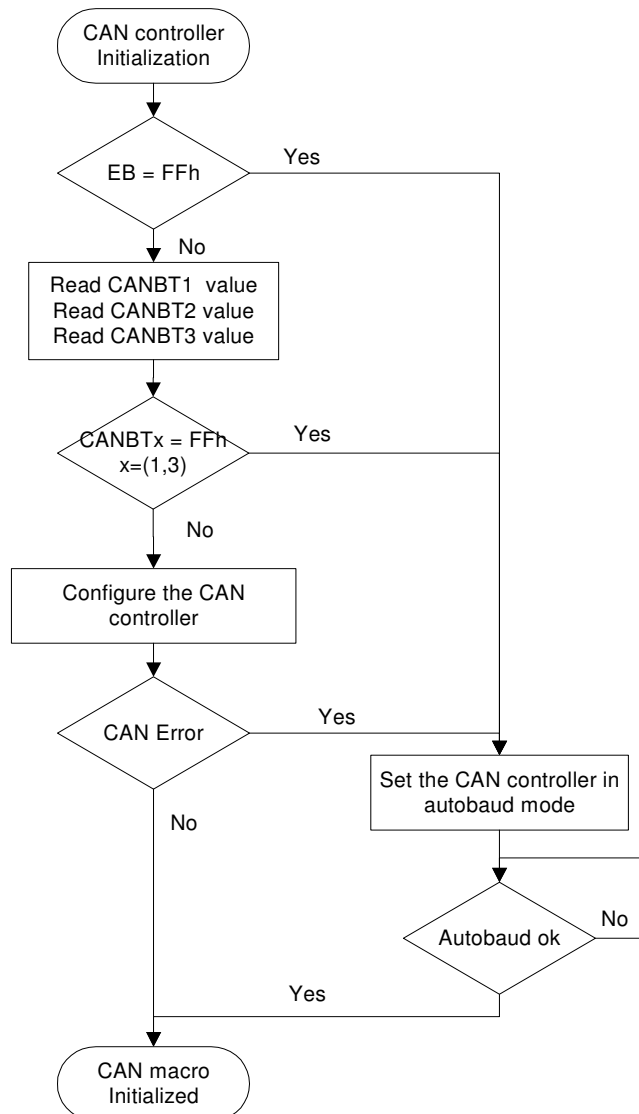 CAN controller
Initialization
EB = FFh
Yes
No
Read CANBT1 value
Read CANBT2 value
Read CANBT3 value
CANBTx = FFh
x=(1,3)
Yes
No
Configure the CAN
controller
CAN Error
Yes
No
Set the CAN controller in
autobaud mode
Autobaud ok
No
Yes
CAN macro
Initialized